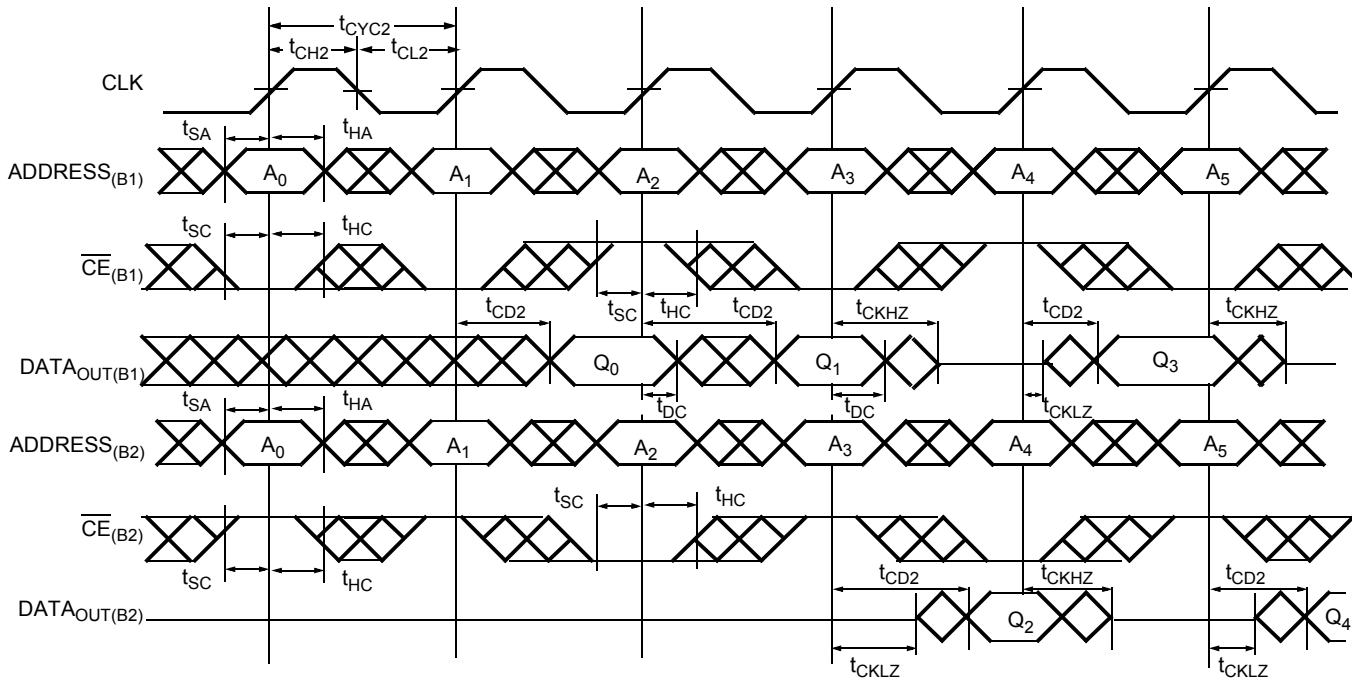 tCYC2
tCH2 tCL2
CLK
tSA tHA
ADDRESS(B1) A0 A1 A2 A3 A4 A5
tSC tHC
CE(B1)
tCD2 tSC tHC tCD2 tCKHZ tCD2 tCKHZ
DATAOUT(B1) Q0 Q1 Q3
tSA tHA tDC tDC tCKLZ
ADDRESS(B2) A0 A1 A2 A3 A4 A5
tSC tHC
CE(B2)
tSC tHC tCD2 tCKHZ tCD2
DATAOUT(B2) Q2 Q4
tCKLZ tCKLZ